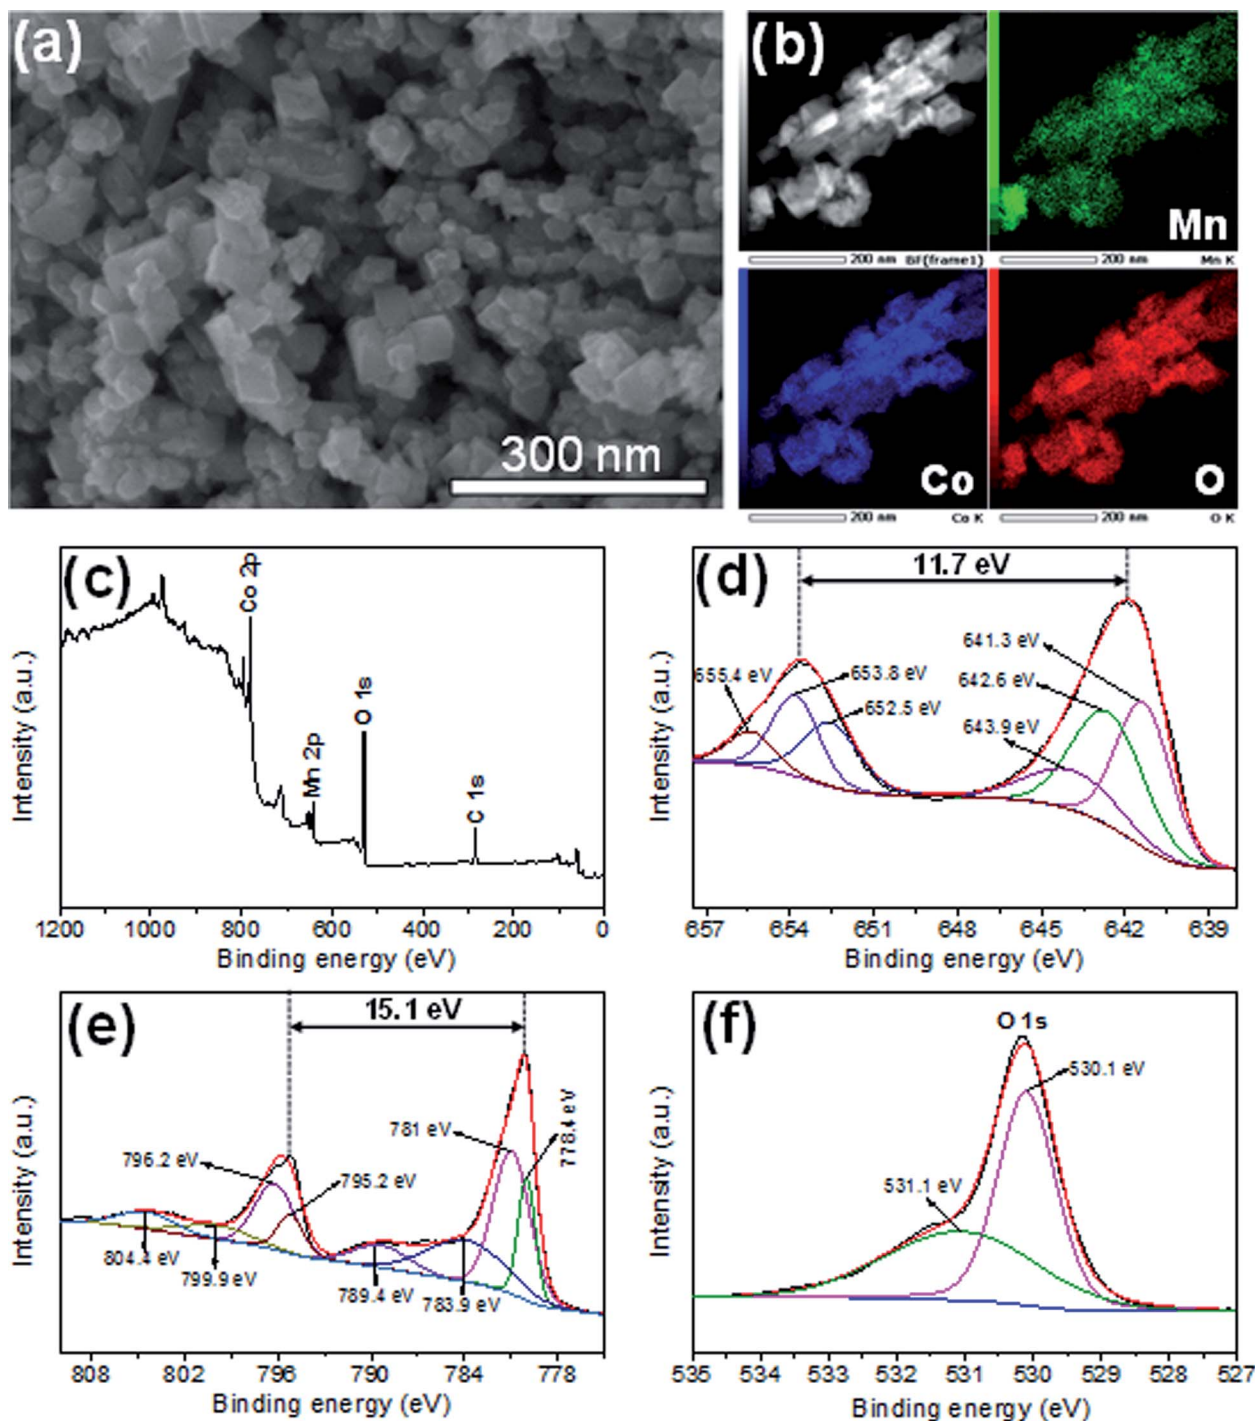 (a)
300 nm
(b)
Mn
200 nm
BF(frame1)
200 nm
Mn K
Co
O
200 nm
Co K
200 nm
O K
(c)
Co 2p
Mn 2p
O 1s
C 1s
Intensity (a.u.)
1200 1000 800 600 400 200 0
Binding energy (eV)
(d)
11.7 eV
655.4 eV
653.8 eV
652.5 eV
641.3 eV
642.6 eV
643.9 eV
Intensity (a.u.)
657 654 651 648 645 642 639
Binding energy (eV)
(e)
15.1 eV
796.2 eV
795.2 eV
781 eV
778.4 eV
804.4 eV
799.9 eV
789.4 eV
783.9 eV
Intensity (a.u.)
808 802 796 790 784 778
Binding energy (eV)
(f)
O 1s
530.1 eV
531.1 eV
Intensity (a.u.)
535 534 533 532 531 530 529 528 527
Binding energy (eV)